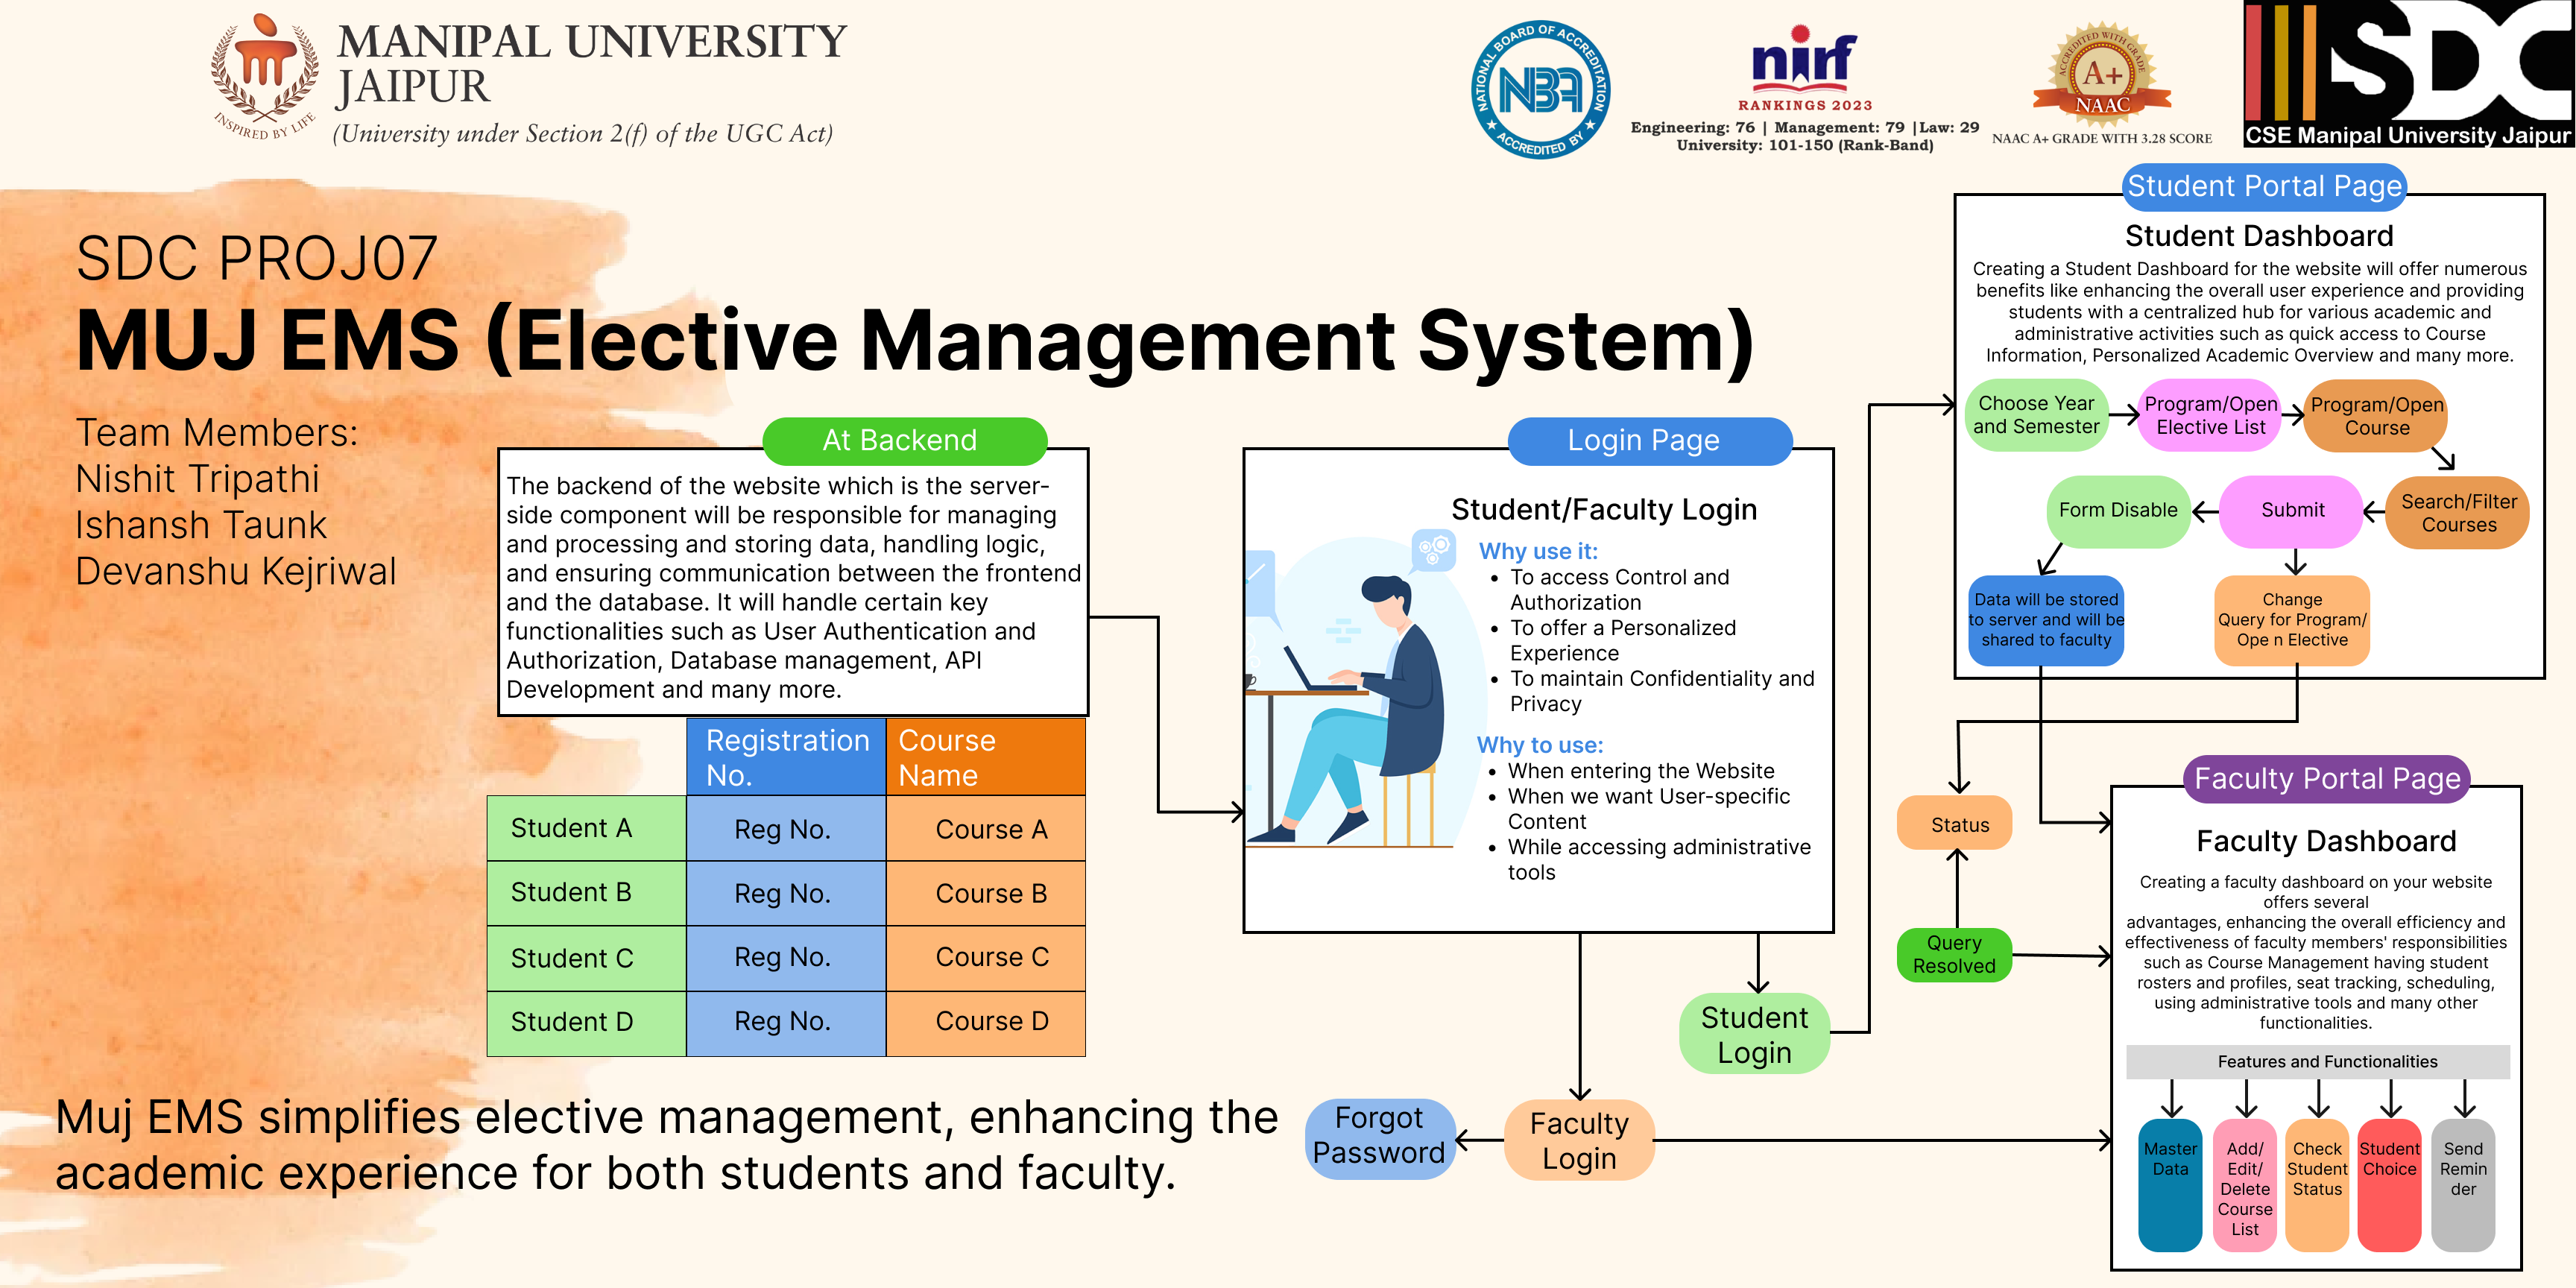 MANIPAL UNIVERSITY
JAIPUR
(University under Section 2(f) of the UGC Act)
INSPIRED BY LIFE
NATIONAL BOARD OF ACCREDITATION
NBA
★ ACCREDITED BY ★
nirf
RANKINGS 2023
Engineering: 76 | Management: 79 |Law: 29
University: 101-150 (Rank-Band)
ACCREDITED WITH GRADE
A+
NAAC
NAAC A+ GRADE WITH 3.28 SCORE
SDC
CSE Manipal University Jaipur
SDC PROJ07
MUJ EMS (Elective Management System)
Team Members:
Nishit Tripathi
Ishansh Taunk
Devanshu Kejriwal
At Backend
The backend of the website which is the server-
side component will be responsible for managing
and processing and storing data, handling logic,
and ensuring communication between the frontend
and the database. It will handle certain key
functionalities such as User Authentication and
Authorization, Database management, API
Development and many more.
Registration
No.
Course
Name
Student A Reg No. Course A
Student B Reg No. Course B
Student C Reg No. Course C
Student D Reg No. Course D
Muj EMS simplifies elective management, enhancing the
academic experience for both students and faculty.
Login Page
Student/Faculty Login
Why use it:
• To access Control and
Authorization
• To offer a Personalized
Experience
• To maintain Confidentiality and
Privacy
Why to use:
• When entering the Website
• When we want User-specific
Content
• While accessing administrative
tools
Student
Login
Faculty
Login
Forgot
Password
Student Portal Page
Student Dashboard
Creating a Student Dashboard for the website will offer numerous
benefits like enhancing the overall user experience and providing
students with a centralized hub for various academic and
administrative activities such as quick access to Course
Information, Personalized Academic Overview and many more.
Choose Year
and Semester
Program/Open
Elective List
Program/Open
Course
Search/Filter
Courses
Submit
Form Disable
Data will be stored
to server and will be
shared to faculty
Change
Query for Program/
Ope n Elective
Status
Query
Resolved
Faculty Portal Page
Faculty Dashboard
Creating a faculty dashboard on your website
offers several
advantages, enhancing the overall efficiency and
effectiveness of faculty members' responsibilities
such as Course Management having student
rosters and profiles, seat tracking, scheduling,
using administrative tools and many other
functionalities.
Features and Functionalities
Master
Data
Add/
Edit/
Delete
Course
List
Check
Student
Status
Student
Choice
Send
Remin
der